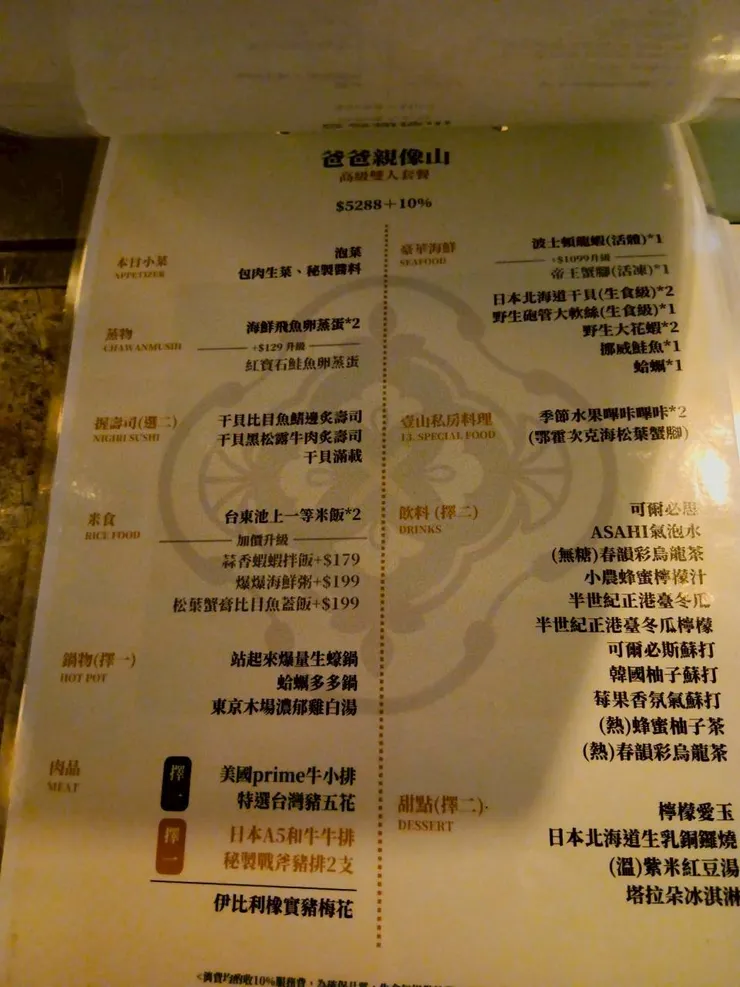 爸爸親像山
高級雙人套餐
$5288+10%
本日小菜
APPETIZER
泡菜
包肉生菜、秘製醬料
蒸物
CHAWANMUSHI
海鮮飛魚卵蒸蛋*2
+$129升級
紅寶石鮭魚卵蒸蛋
握壽司(選二)
NIGIRI SUSHI
干貝比目魚鰭邊炙壽司
干貝黑松露牛肉炙壽司
干貝滿載
米食
RICE FOOD
台東池上一等米飯*2
加價升級
蒜香蝦蝦拌飯+$179
爆爆海鮮粥+$199
松葉蟹膏比目魚蓋飯+$199
鍋物(擇一)
HOT POT
站起來爆量生蠔鍋
蛤蠣多多鍋
東京木場濃郁雞白湯
肉品
MEAT
擇一
美國prime牛小排
特選台灣豬五花
擇一
日本A5和牛牛排
秘製戰斧豬排2支
伊比利橡實豬梅花
豪華海鮮
SEAFOOD
波士頓龍蝦(活體)*1
+$1099升級
帝王蟹腳(活凍)*1
日本北海道干貝(生食級)*2
野生砲管大軟絲(生食級)*1
野生大花蝦*2
挪威鮭魚*1
蛤蠣*1
壹山私房料理
13. SPECIAL FOOD
季節水果嗶咔嗶咔*2
(鄂霍次克海松葉蟹腳)
飲料 (擇二)
DRINKS
可爾必思
ASAHI氣泡水
(無糖)春韻彩烏龍茶
小農蜂蜜檸檬汁
半世紀正港臺冬瓜
半世紀正港臺冬瓜檸檬
可爾必斯蘇打
韓國柚子蘇打
莓果香氛氣蘇打
(熱)蜂蜜柚子茶
(熱)春韻彩烏龍茶
甜點(擇二)
DESSERT
檸檬愛玉
日本北海道生乳銅鑼燒
(溫)紫米紅豆湯
塔拉朵冰淇淋